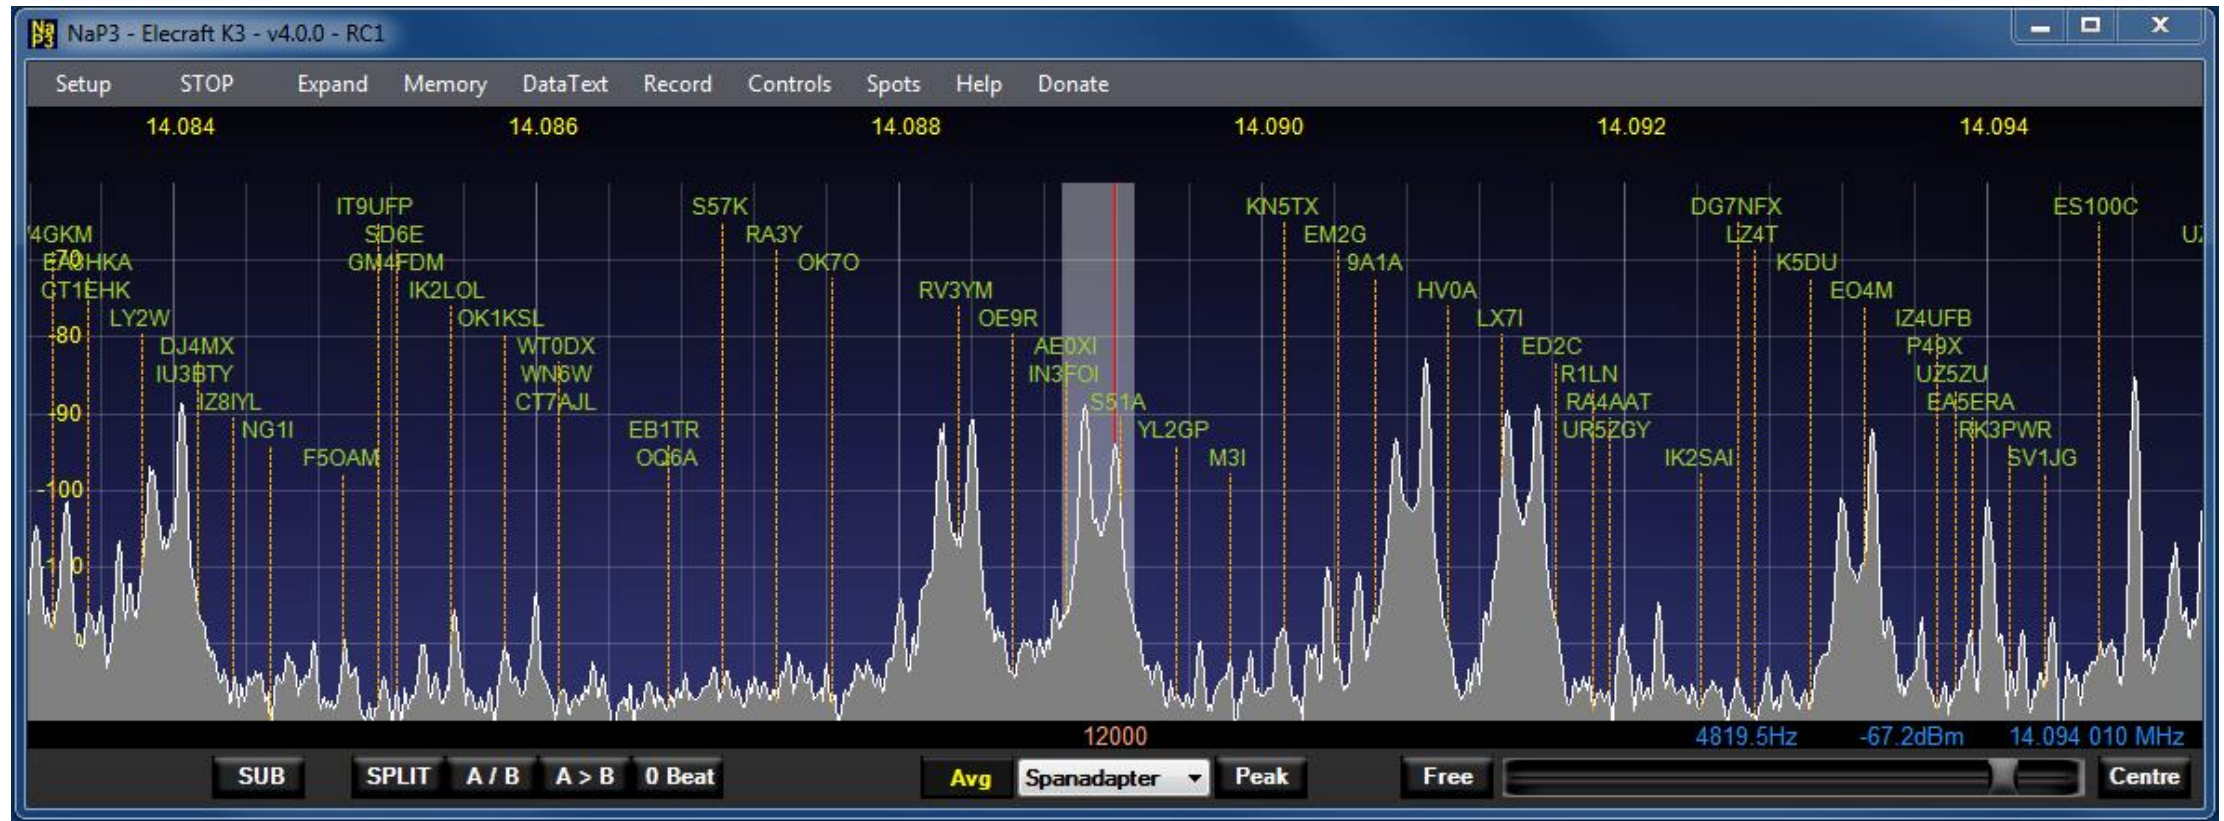 NaP3 - Elecraft K3 - v4.0.0 - RC1
Setup STOP Expand Memory DataText Record Controls Spots Help Donate
14.084 14.086 14.088 14.090 14.092 14.094
IT9UFP S57K KN5TX DG7NFX ES100C
4GKM SD6E RA3Y EM2G LZ4T
-70 EA3HKA GM4FDM OK7O 9A1A K5DU
CT1EHK IK2LOL RV3YM HV0A EO4M
LY2W OK1KSL OE9R LX7I IZ4UFB
-80 DJ4MX WT0DX AE0XI ED2C P49X
IU3BTY WN6W IN3FOI R1LN UZ5ZU
-90 IZ8IYL CT7AJL S51A RA4AAT EA5ERA
NG1I EB1TR YL2GP UR5ZGY RK3PWR
F5OAM OQ6A M3I IK2SAI SV1JG
-100
-110
12000 4819.5Hz -67.2dBm 14.094 010 MHz
SUB SPLIT A / B A > B 0 Beat Avg Spanadapter Peak Free Centre